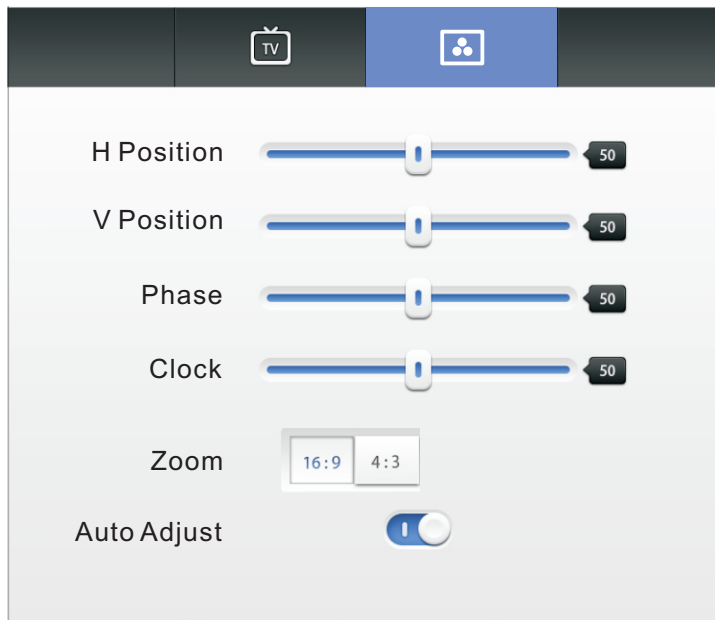 TV
H Position 50
V Position 50
Phase 50
Clock 50
Zoom 16:9 4:3
Auto Adjust